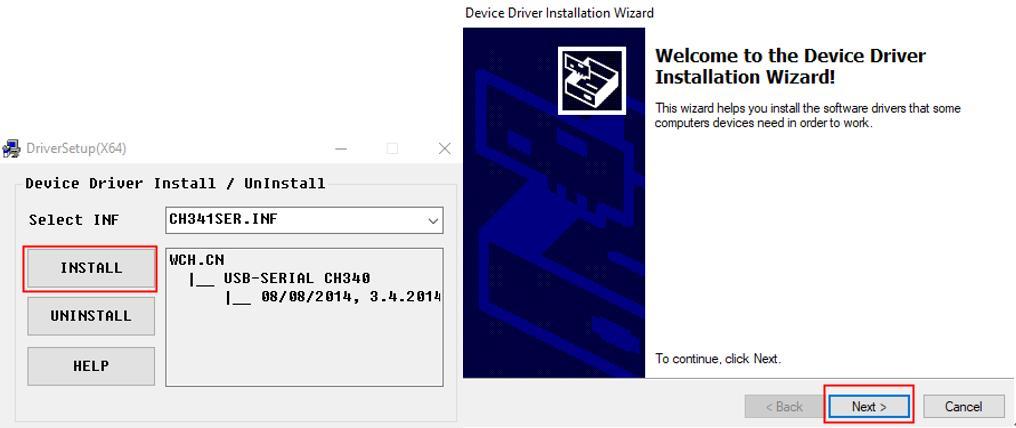 DriverSetup(X64)
Device Driver Install / UnInstall
Select INF
CH341SER.INF
INSTALL
UNINSTALL
HELP
WCH.CN
|__ USB-SERIAL CH340
|__ 08/08/2014, 3.4.2014
Device Driver Installation Wizard
Welcome to the Device Driver
Installation Wizard!
This wizard helps you install the software drivers that some
computers devices need in order to work.
To continue, click Next.
< Back
Next >
Cancel